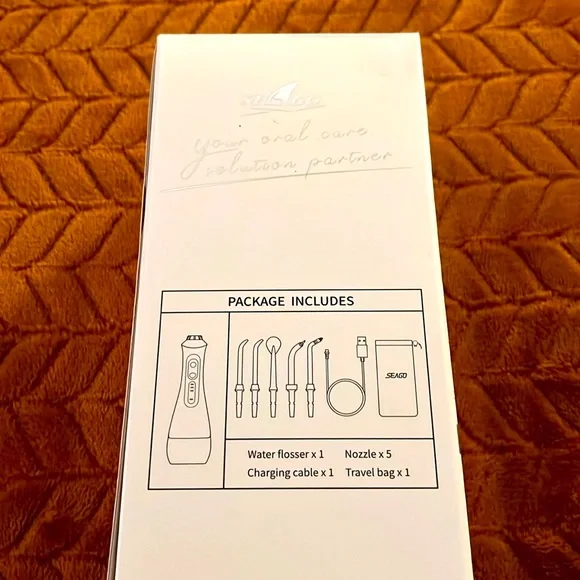 your oral care
solution partner
PACKAGE INCLUDES
SEAGO
Water flosser x 1 Nozzle x 5
Charging cable x 1 Travel bag x 1